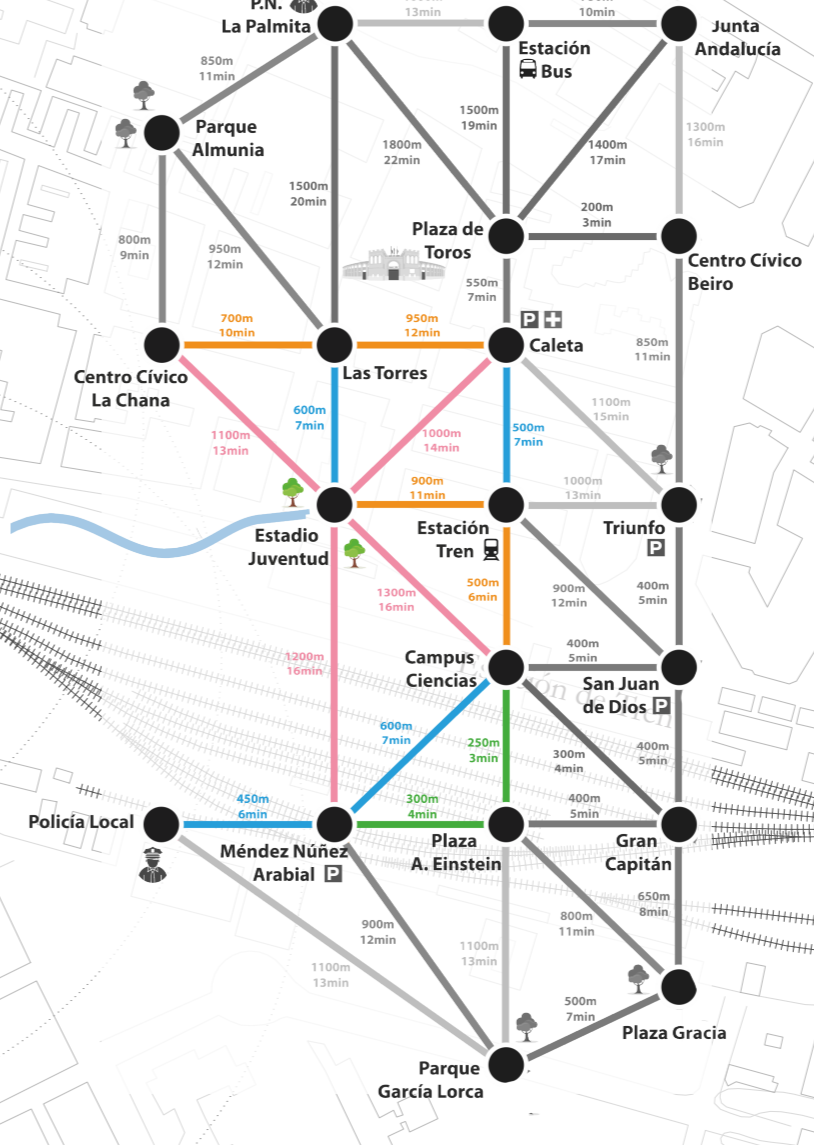 P.N.
La Palmita
13min
10min
Junta
Andalucía
Estación
Bus
850m
11min
Parque
Almunia
1500m
19min
1800m
22min
1400m
17min
1300m
16min
1500m
20min
200m
3min
Plaza de
Toros
800m
9min
950m
12min
Centro Cívico
Beiro
550m
7min
P
700m
10min
950m
12min
Caleta
850m
11min
Centro Cívico
La Chana
Las Torres
600m
7min
1100m
15min
1100m
13min
1000m
14min
500m
7min
900m
11min
1000m
13min
Estadio
Juventud
Estación
Tren
Triunfo
P
1300m
16min
500m
6min
900m
12min
400m
5min
1200m
16min
Campus
Ciencias
400m
5min
San Juan
de Dios P
600m
7min
250m
3min
300m
4min
400m
5min
Policía Local
450m
6min
300m
4min
400m
5min
Méndez Núñez
Arabial P
Plaza
A. Einstein
Gran
Capitán
900m
12min
1100m
13min
800m
11min
650m
8min
1100m
13min
500m
7min
Plaza Gracia
Parque
García Lorca